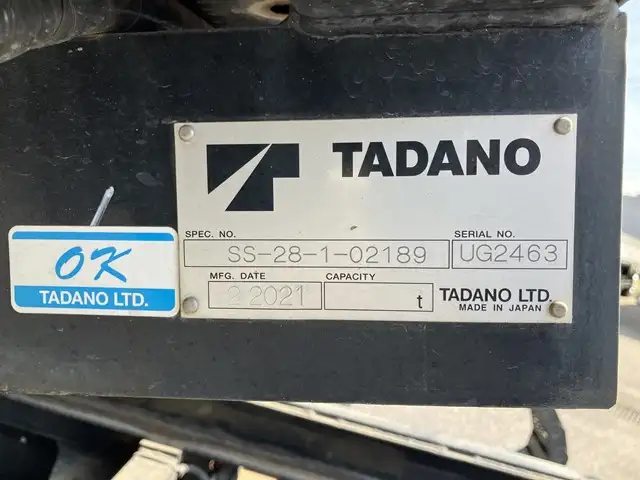 TADANO
SPEC. NO.
SERIAL NO.
SS-28-1-02189
UG2463
MFG. DATE
CAPACITY
2 2021
t
TADANO LTD.
MADE IN JAPAN
OK
TADANO LTD.